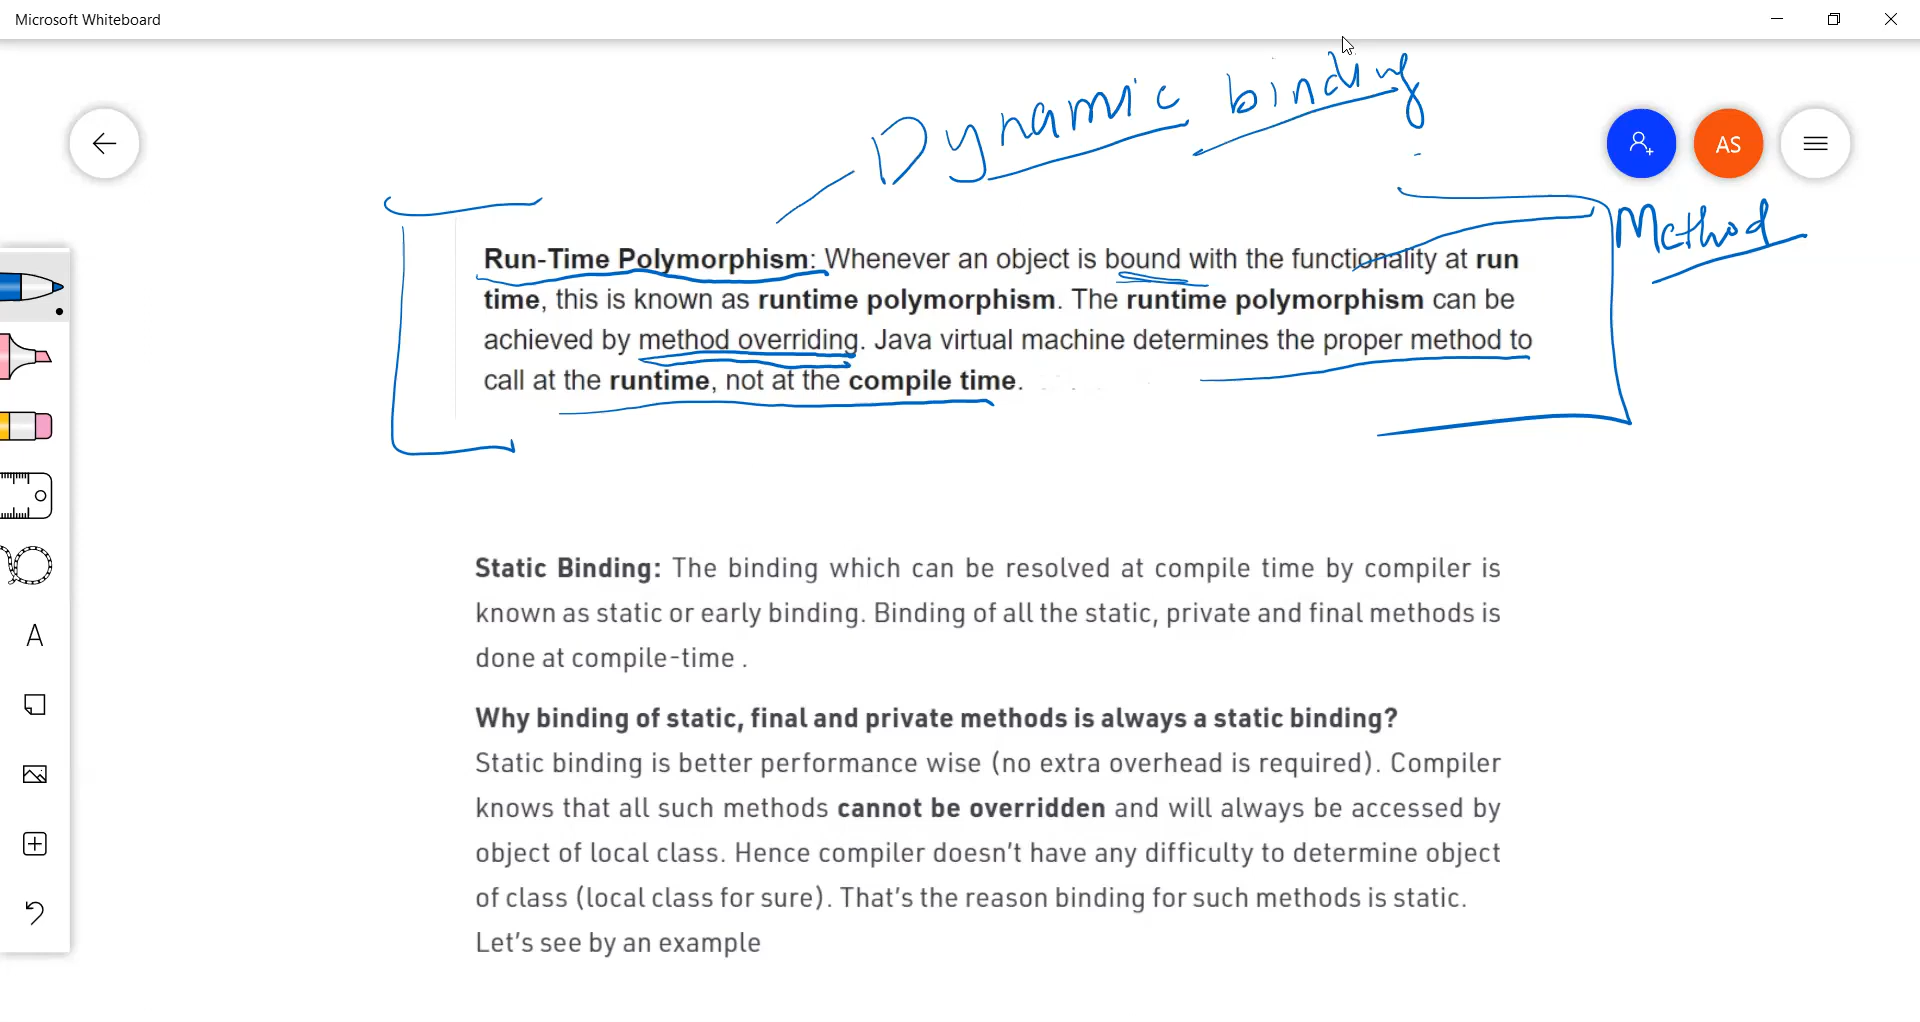 Microsoft Whiteboard
Dynamic binding
AS
Method
Run-Time Polymorphism: Whenever an object is bound with the functionality at run
time, this is known as runtime polymorphism. The runtime polymorphism can be
achieved by method overriding. Java virtual machine determines the proper method to
call at the runtime, not at the compile time.
Static Binding: The binding which can be resolved at compile time by compiler is
known as static or early binding. Binding of all the static, private and final methods is
done at compile-time .
Why binding of static, final and private methods is always a static binding?
Static binding is better performance wise (no extra overhead is required). Compiler
knows that all such methods cannot be overridden and will always be accessed by
object of local class. Hence compiler doesn’t have any difficulty to determine object
of class (local class for sure). That’s the reason binding for such methods is static.
Let’s see by an example
A